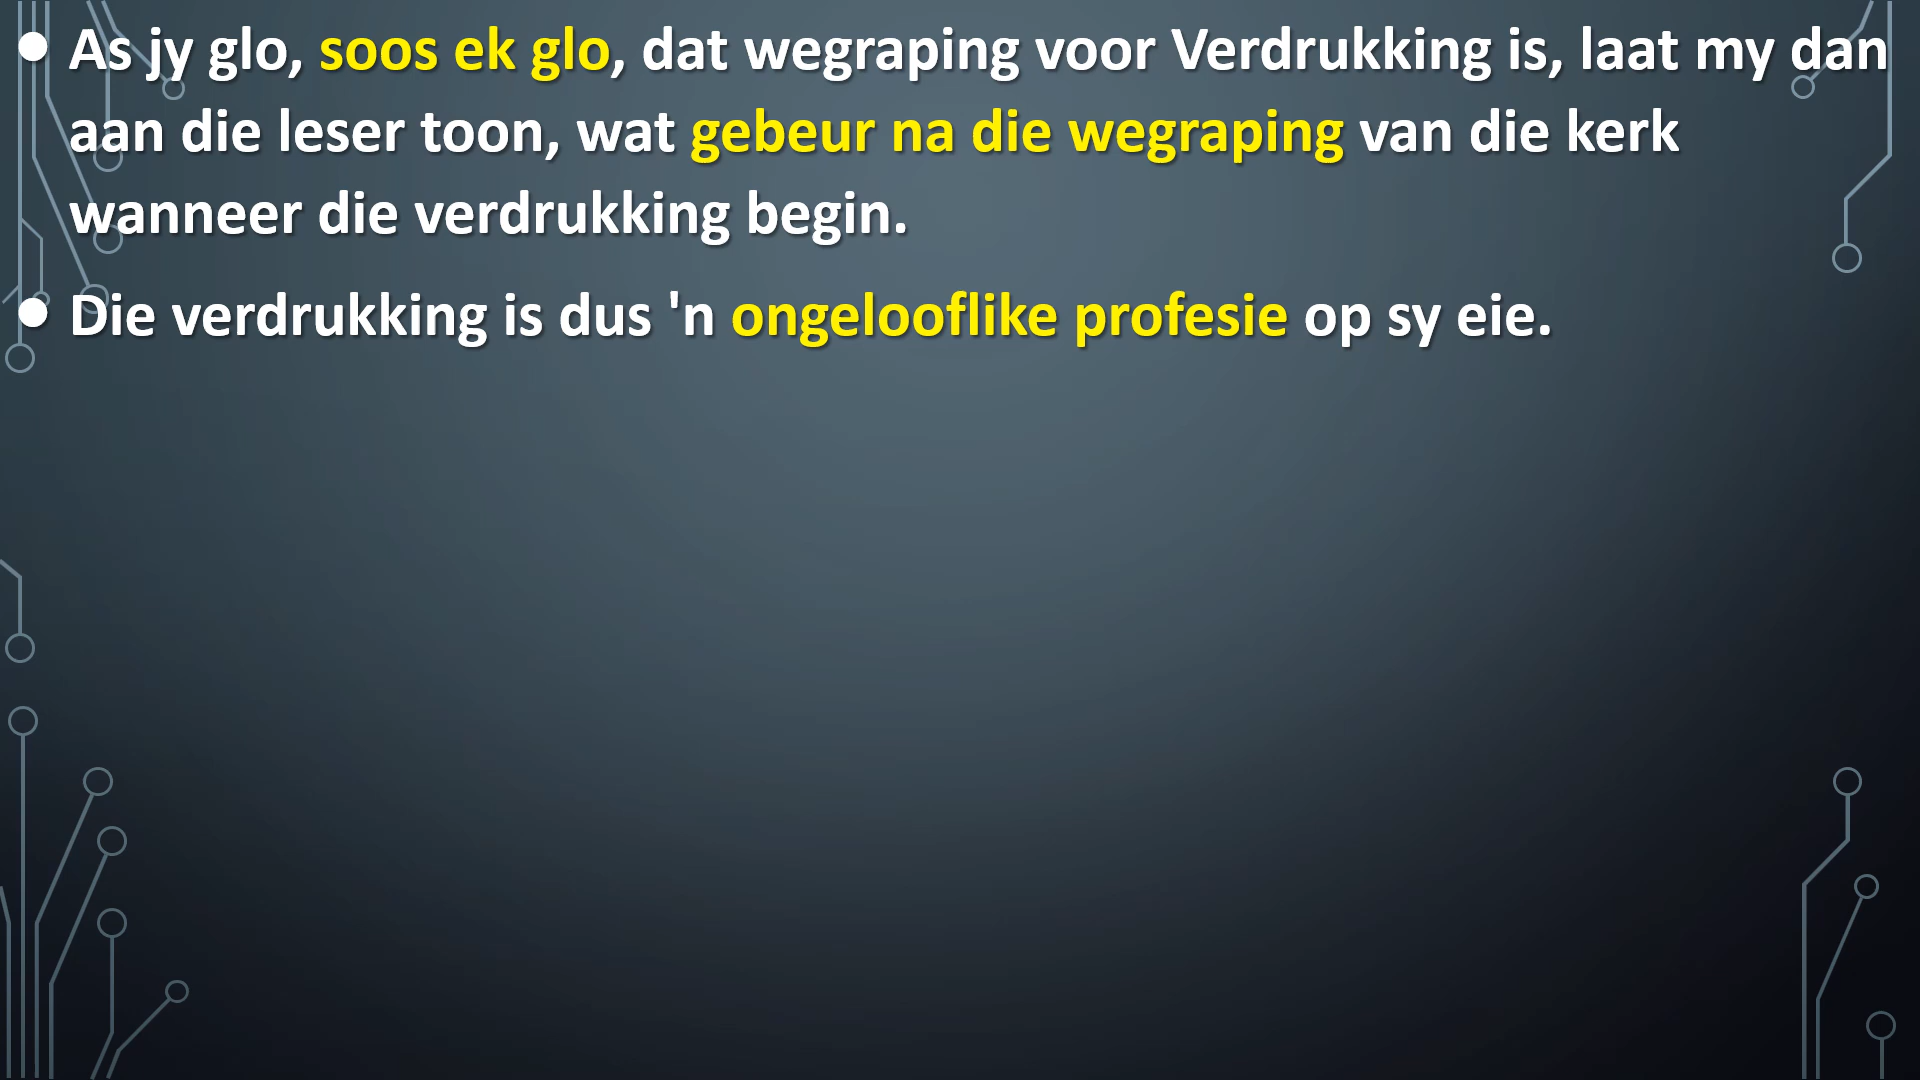 • As jy glo, soos ek glo, dat wegraping voor Verdrukking is, laat my dan
aan die leser toon, wat gebeur na die wegraping van die kerk
wanneer die verdrukking begin.
• Die verdrukking is dus 'n ongelooflike profesie op sy eie.